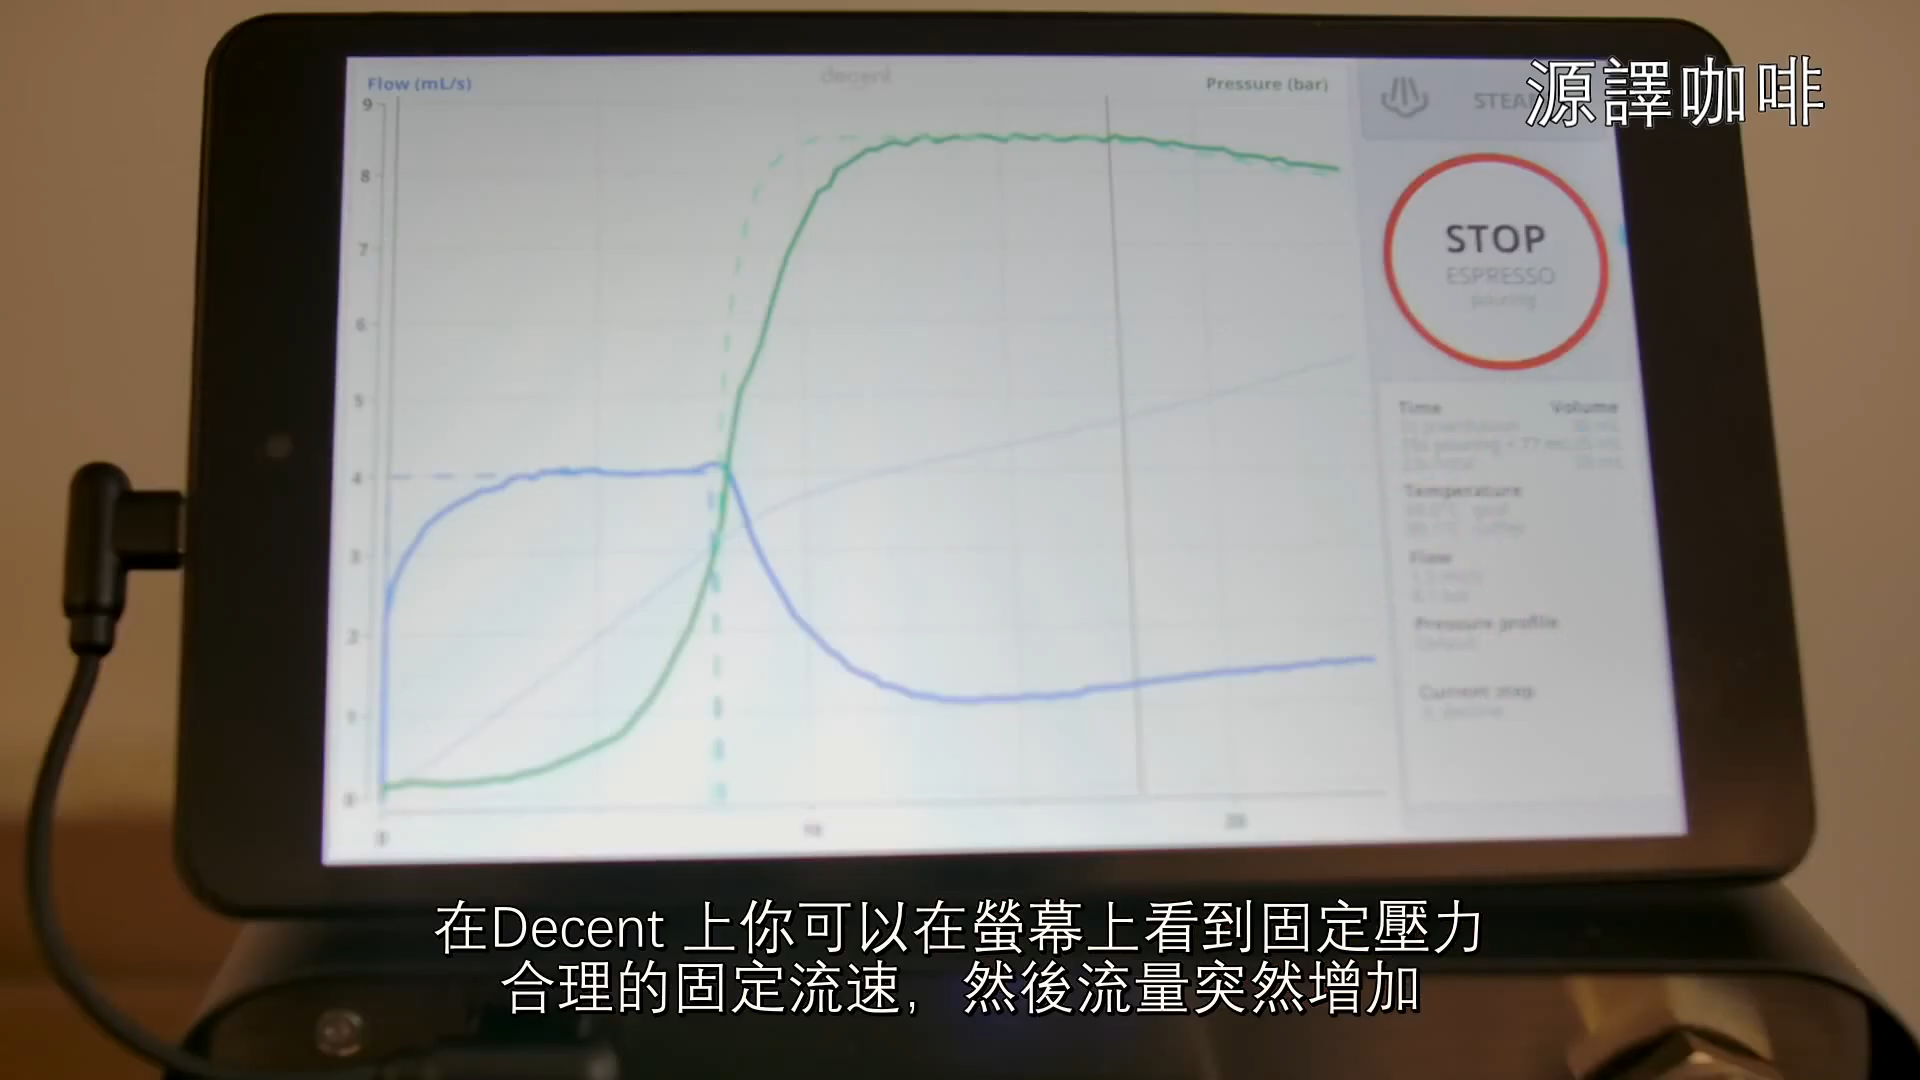 源譯咖啡
Flow (mL/s)
decent
Pressure (bar)
STEA
9
8
7
6
5
4
3
2
1
0
0
10
20
STOP
ESPRESSO
pouring
Time Volume
Temperature
Flow
Pressure profile
Current step
在Decent 上你可以在螢幕上看到固定壓力
合理的固定流速，然後流量突然增加